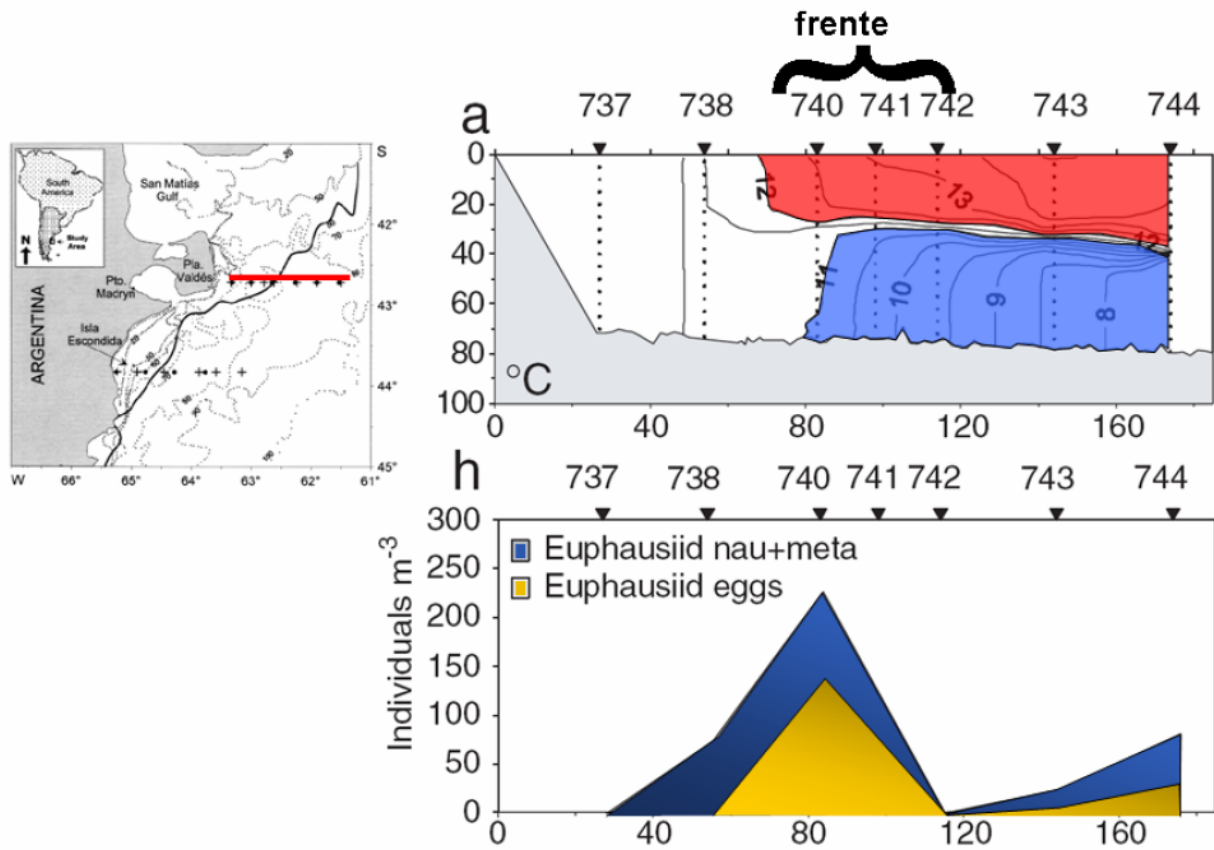 frente
740 741 742
737 738 743 744
a
0
20
40
60
80
100
12
13
12
11
10
9
8
°C
0 40 80 120 160
South
America
Study
Area
N
San Matías
Gulf
Pla.
Valdés
Pto.
Madryn
Isla
Escondida
ARGENTINA
S
42°
43°
44°
45°
W 66° 65° 64° 63° 62° 61°
h
737 738 740 741 742 743 744
300
250
200
150
100
50
0
Individuals m⁻³
Euphausiid nau+meta
Euphausiid eggs
0 40 80 120 160